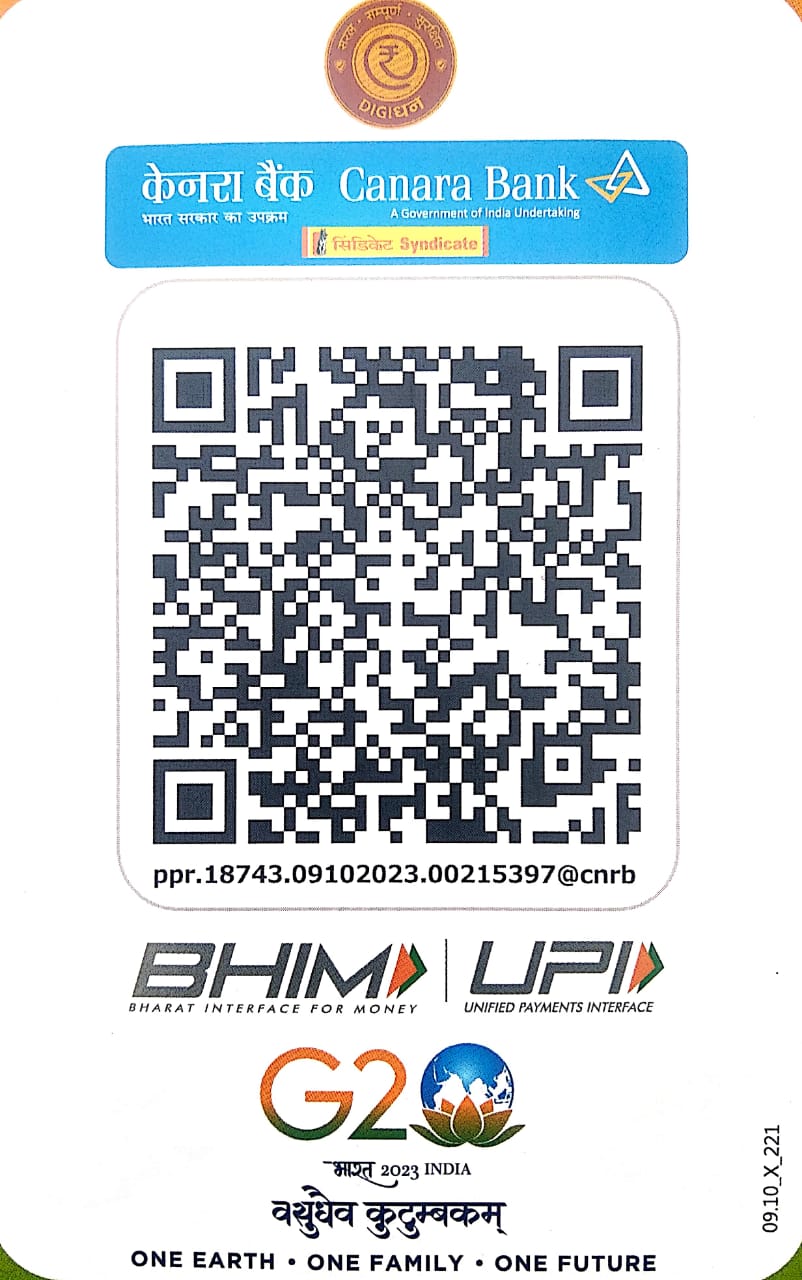 सरल • सम्पूर्ण • सुरक्षित
DIGIधन
केनरा बैंक Canara Bank
भारत सरकार का उपक्रम A Government of India Undertaking
सिंडिकेट Syndicate
ppr.18743.09102023.00215397@cnrb
BHIM UPI
BHARAT INTERFACE FOR MONEY UNIFIED PAYMENTS INTERFACE
G20
भारत 2023 INDIA
वसुधैव कुटुम्बकम्
ONE EARTH • ONE FAMILY • ONE FUTURE
09.10_X_221